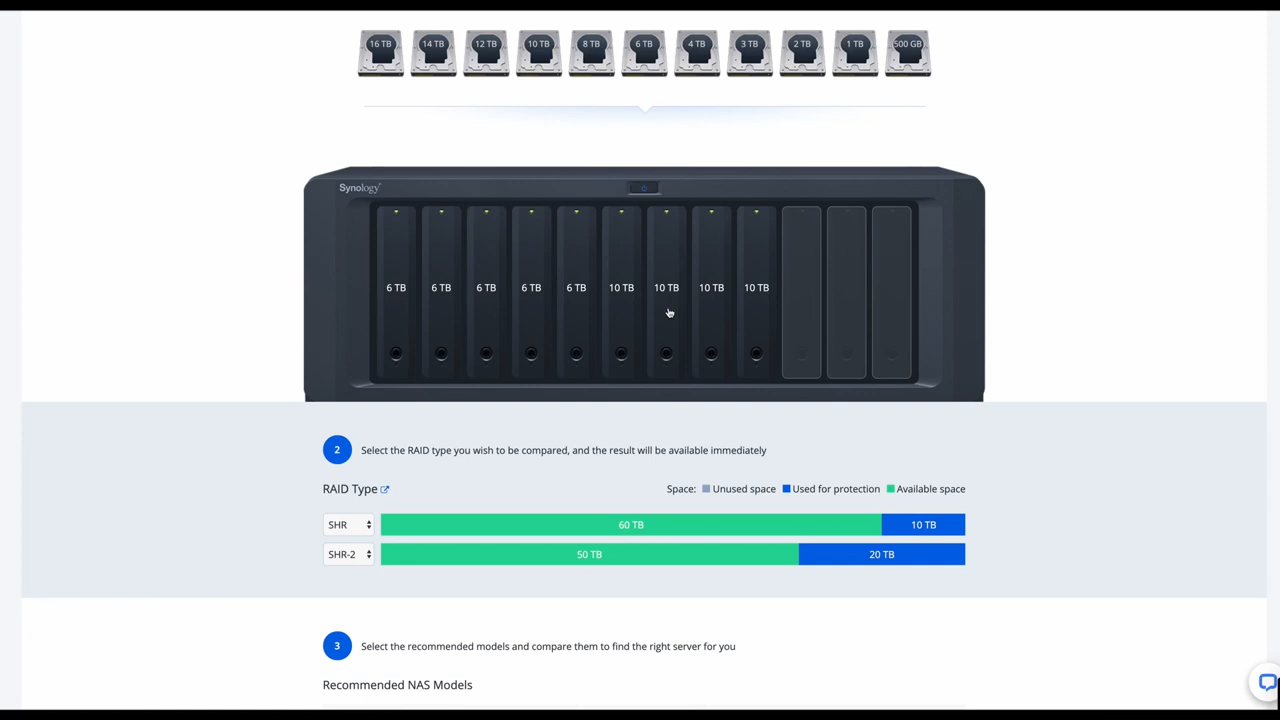 16 TB 14 TB 12 TB 10 TB 8 TB 6 TB 4 TB 3 TB 2 TB 1 TB 500 GB
Synology
6 TB 6 TB 6 TB 6 TB 6 TB 10 TB 10 TB 10 TB 10 TB
2 Select the RAID type you wish to be compared, and the result will be available immediately
RAID Type Space: Unused space Used for protection Available space
SHR 60 TB 10 TB
SHR-2 50 TB 20 TB
3 Select the recommended models and compare them to find the right server for you
Recommended NAS Models